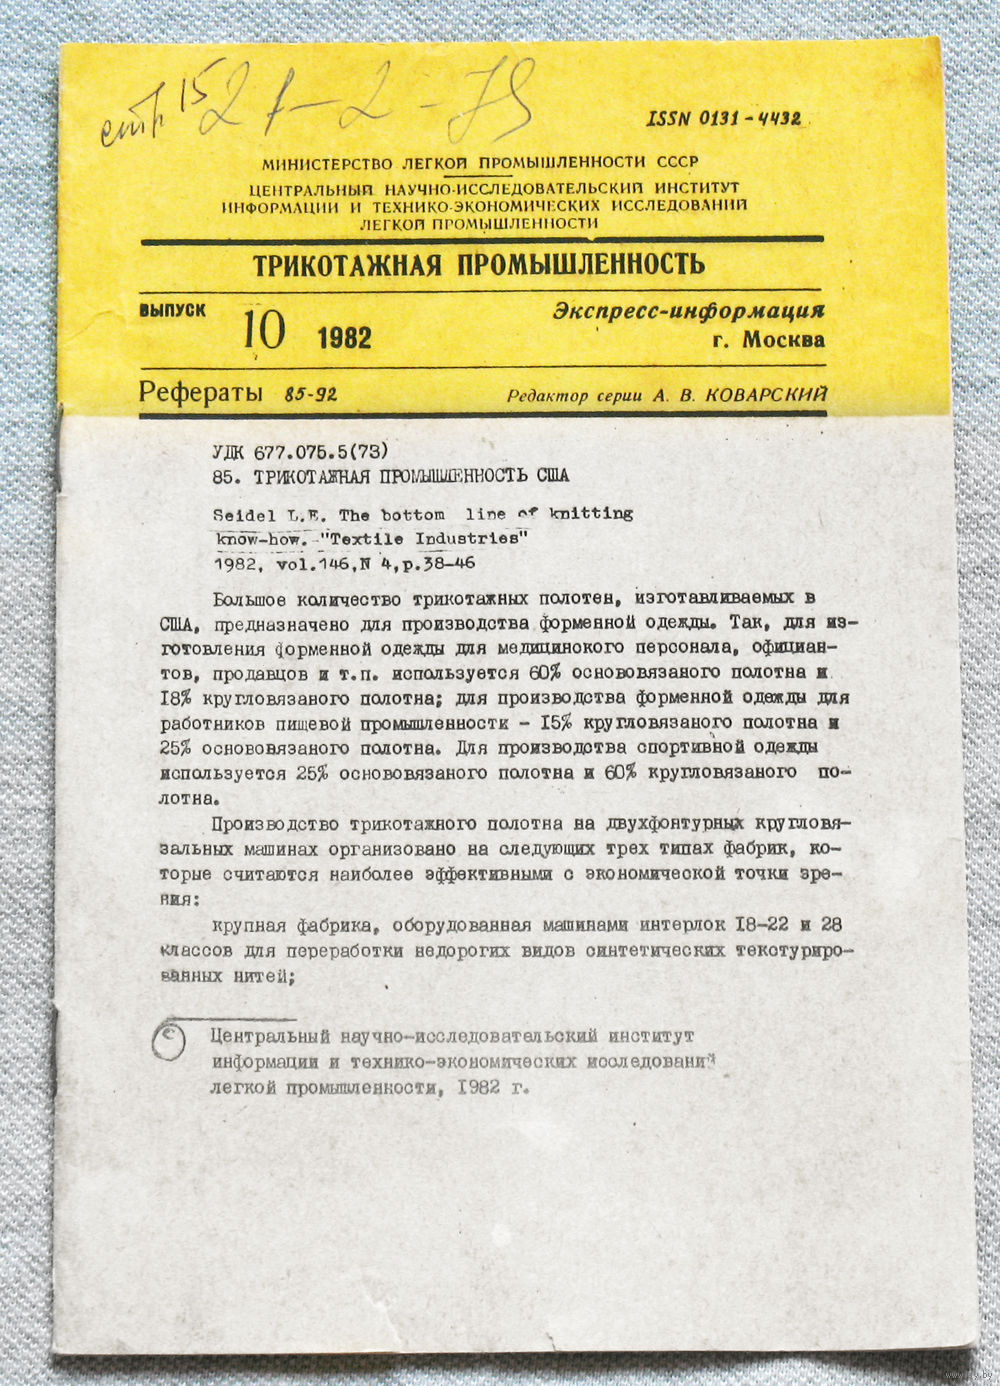 стр 15 21-2-79
ISSN 0131-4432
МИНИСТЕРСТВО ЛЕГКОЙ ПРОМЫШЛЕННОСТИ СССР
ЦЕНТРАЛЬНЫЙ НАУЧНО-ИССЛЕДОВАТЕЛЬСКИЙ ИНСТИТУТ
ИНФОРМАЦИИ И ТЕХНИКО-ЭКОНОМИЧЕСКИХ ИССЛЕДОВАНИЙ
ЛЕГКОЙ ПРОМЫШЛЕННОСТИ
ТРИКОТАЖНАЯ ПРОМЫШЛЕННОСТЬ
ВЫПУСК 10 1982
Экспресс-информация
г. Москва
Рефераты 85-92
Редактор серии А. В. КОВАРСКИЙ
УДК 677.075.5(73)
85. ТРИКОТАЖНАЯ ПРОМЫШЛЕННОСТЬ США
Seidel L.E. The bottom line of knitting
know-how.-"Textile Industries"
1982, vol.146,N 4,p.38-46
Большое количество трикотажных полотен, изготавливаемых в
США, предназначено для производства форменной одежды. Так, для из-
готовления форменной одежды для медицинского персонала, официан-
тов, продавцов и т.п. используется 60% основовязаного полотна и
18% кругловязаного полотна; для производства форменной одежды для
работников пищевой промышленности - 15% кругловязаного полотна и
25% основовязаного полотна. Для производства спортивной одежды
используется 25% основовязаного полотна и 60% кругловязаного по-
лотна.
Производство трикотажного полотна на двухфонтурных кругловя-
зальных машинах организовано на следующих трех типах фабрик, ко-
торые считаются наиболее эффективными с экономической точки зре-
ния:
крупная фабрика, оборудованная машинами интерлок 18-22 и 28
классов для переработки недорогих видов синтетических текстуриро-
ванных нитей;
© Центральный научно-исследовательский институт
информации и технико-экономических исследований
легкой промышленности, 1982 г.